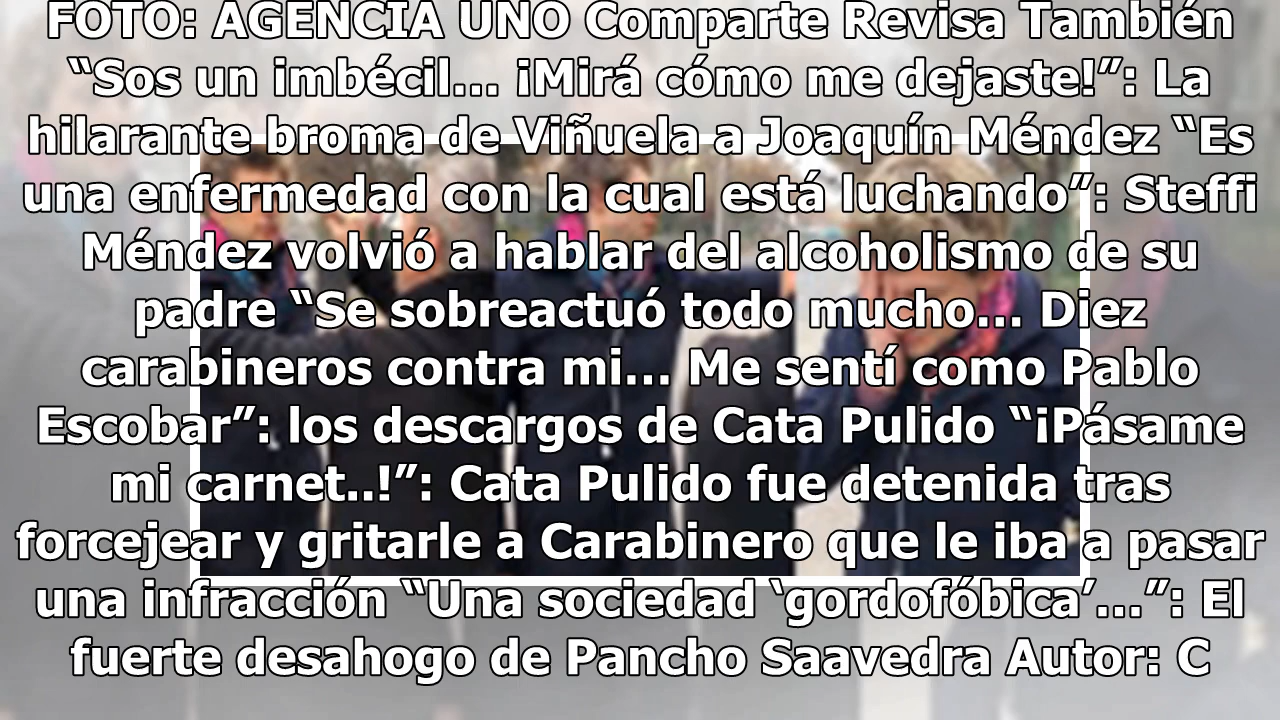 FOTO: AGENCIA UNO Comparte Revisa También
“Sos un imbécil... ¡Mirá cómo me dejaste!”: La
hilarante broma de Viñuela a Joaquín Méndez “Es
una enfermedad con la cual está luchando”: Steffi
Méndez volvió a hablar del alcoholismo de su
padre “Se sobreactuó todo mucho... Diez
carabineros contra mi... Me sentí como Pablo
Escobar”: los descargos de Cata Pulido “¡Pásame
mi carnet..!”: Cata Pulido fue detenida tras
forcejear y gritarle a Carabinero que le iba a pasar
una infracción “Una sociedad ‘gordofóbica’...”: El
fuerte desahogo de Pancho Saavedra Autor: C